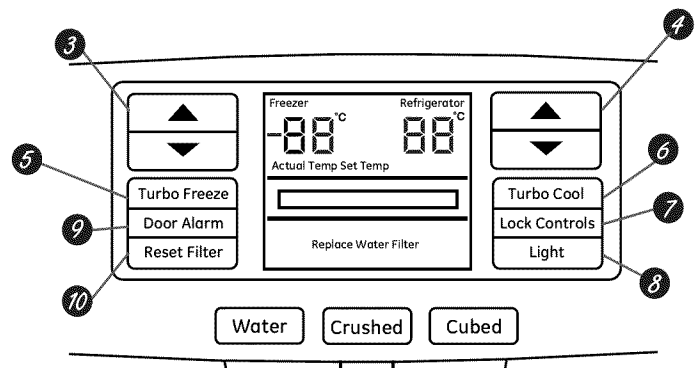 3
4
Freezer Refrigerator
-88 °C 88 °C
Actual Temp Set Temp
5
6
Turbo Freeze
Turbo Cool
9
7
Door Alarm
Lock Controls
Reset Filter
Replace Water Filter
Light
10
8
Water Crushed Cubed